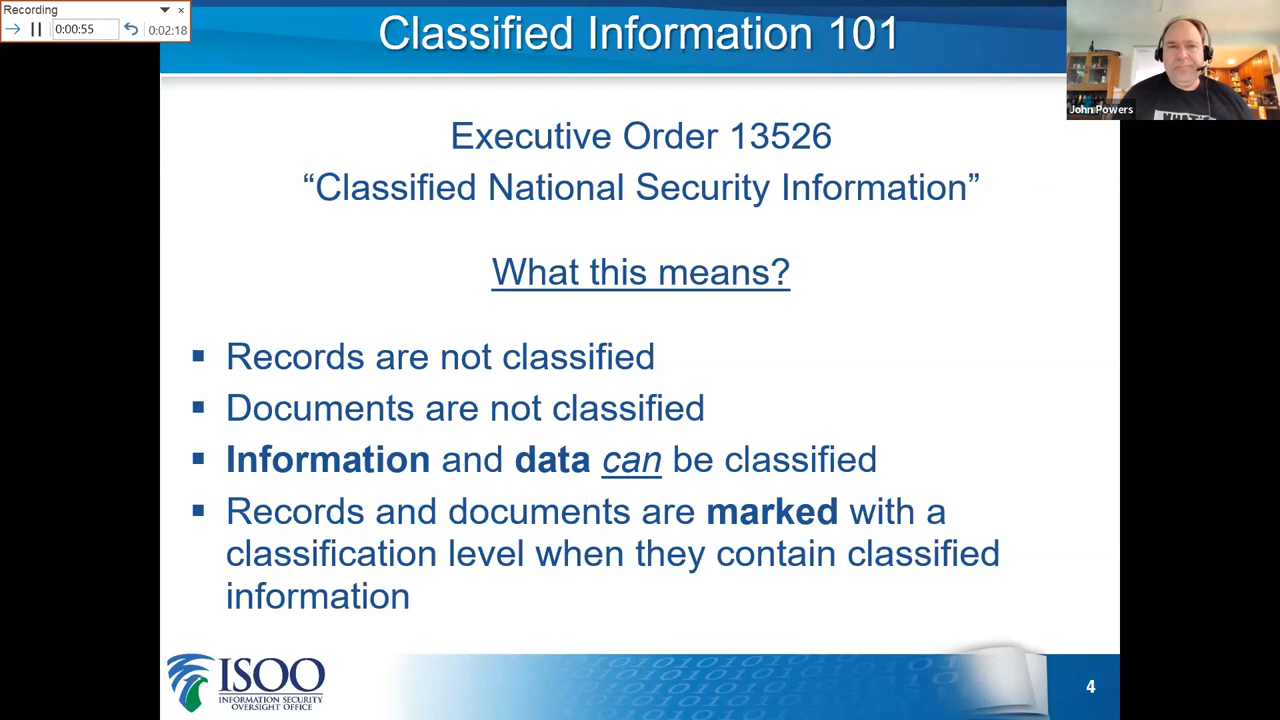 Recording
0:00:55
0:02:18
Classified Information 101
John Powers
Executive Order 13526
“Classified National Security Information”
What this means?
▪ Records are not classified
▪ Documents are not classified
▪ Information and data can be classified
▪ Records and documents are marked with a
classification level when they contain classified
information
ISOO
INFORMATION SECURITY
OVERSIGHT OFFICE
4